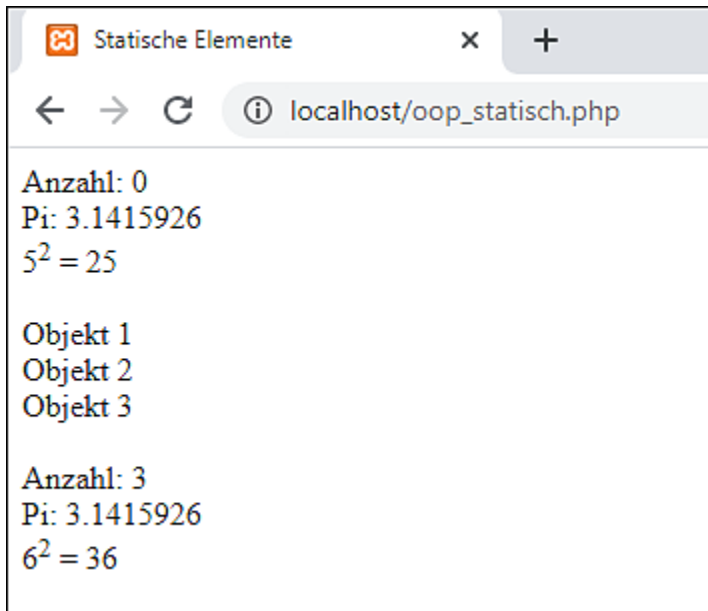 Statische Elemente
localhost/oop_statisch.php
Anzahl: 0
Pi: 3.1415926
5² = 25
Objekt 1
Objekt 2
Objekt 3
Anzahl: 3
Pi: 3.1415926
6² = 36